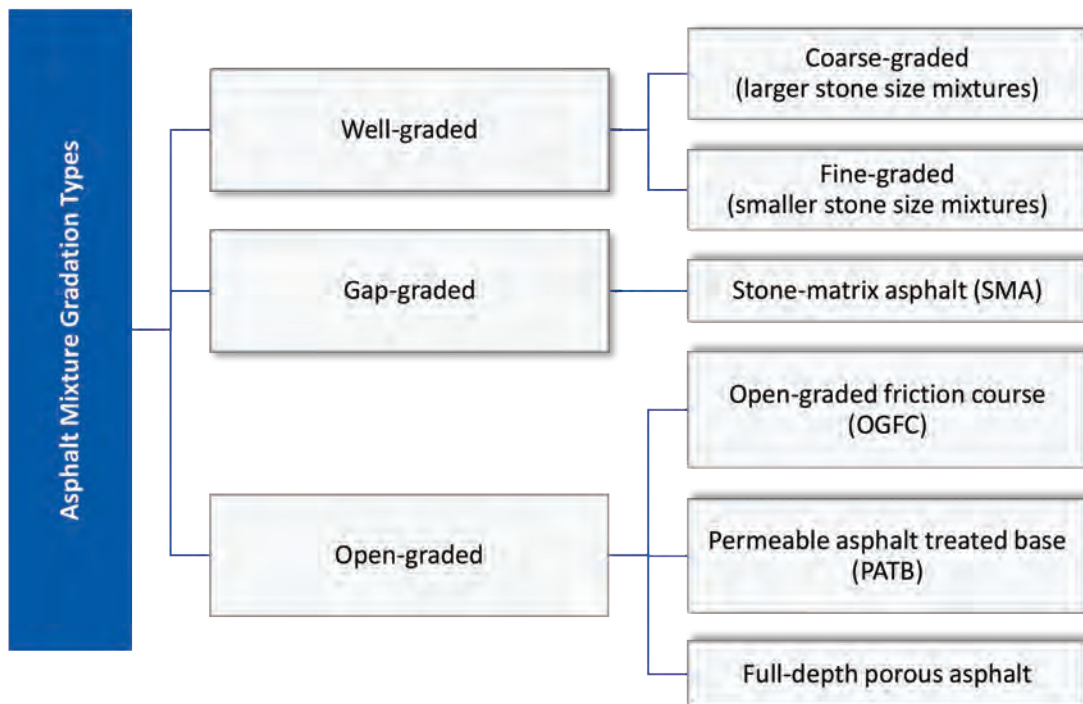 Asphalt Mixture Gradation Types
Well-graded
Coarse-graded
(larger stone size mixtures)
Fine-graded
(smaller stone size mixtures)
Gap-graded
Stone-matrix asphalt (SMA)
Open-graded
Open-graded friction course
(OGFC)
Permeable asphalt treated base
(PATB)
Full-depth porous asphalt